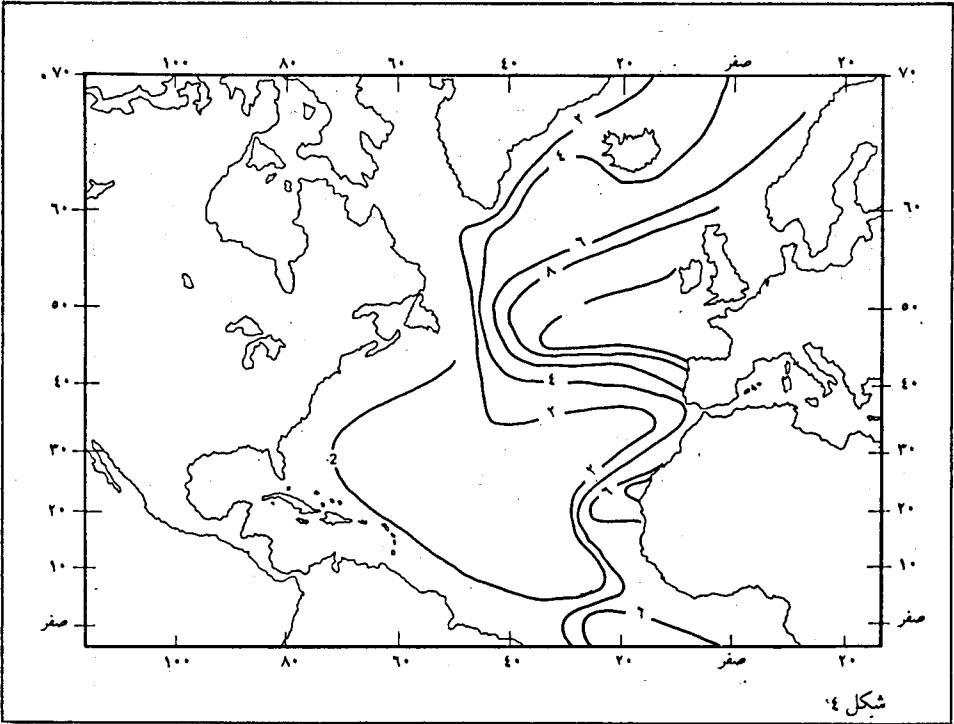 ١٠٠ ٨٠ ٦٠ ٤٠ ٢٠ صفر ٢٠
٧٠ ٧٠
٢
٤
٦٠ ٦٠
٦
٨
٥٠ ٥٠
٤٠ ٤
٤٠
٢
٣٠ 2 ٢ ٣٠
٦
٢٠ ٢٠
١٠ ١٠
٦
صفر صفر
١٠٠ ٨٠ ٦٠ ٤٠ ٢٠ صفر ٢٠
شكل ٤